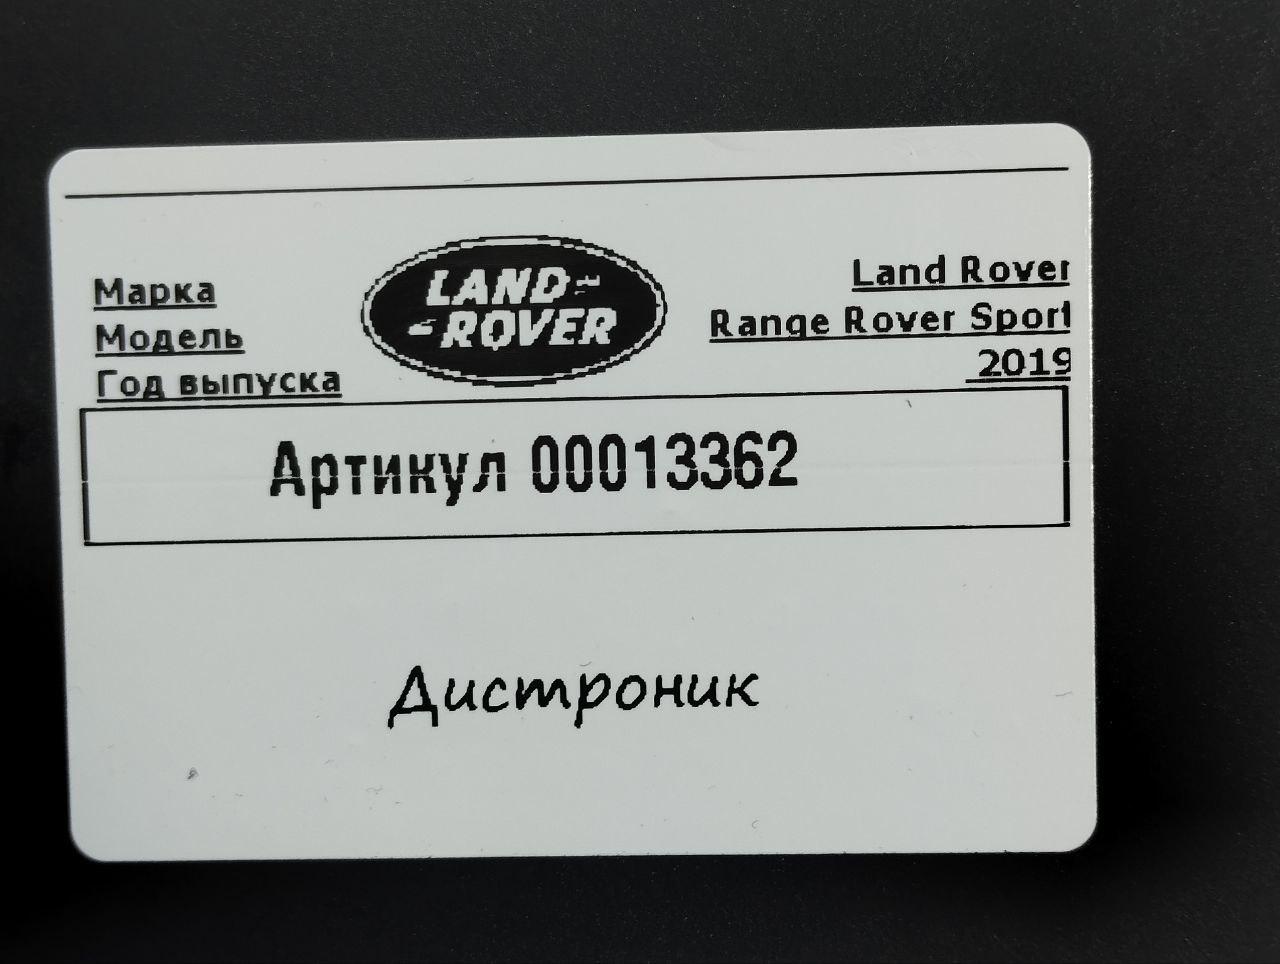 Марка Land Rover
LAND-
-ROVER
Модель Range Rover Sport
Год выпуска 2019
Артикул 00013362
Дистроник